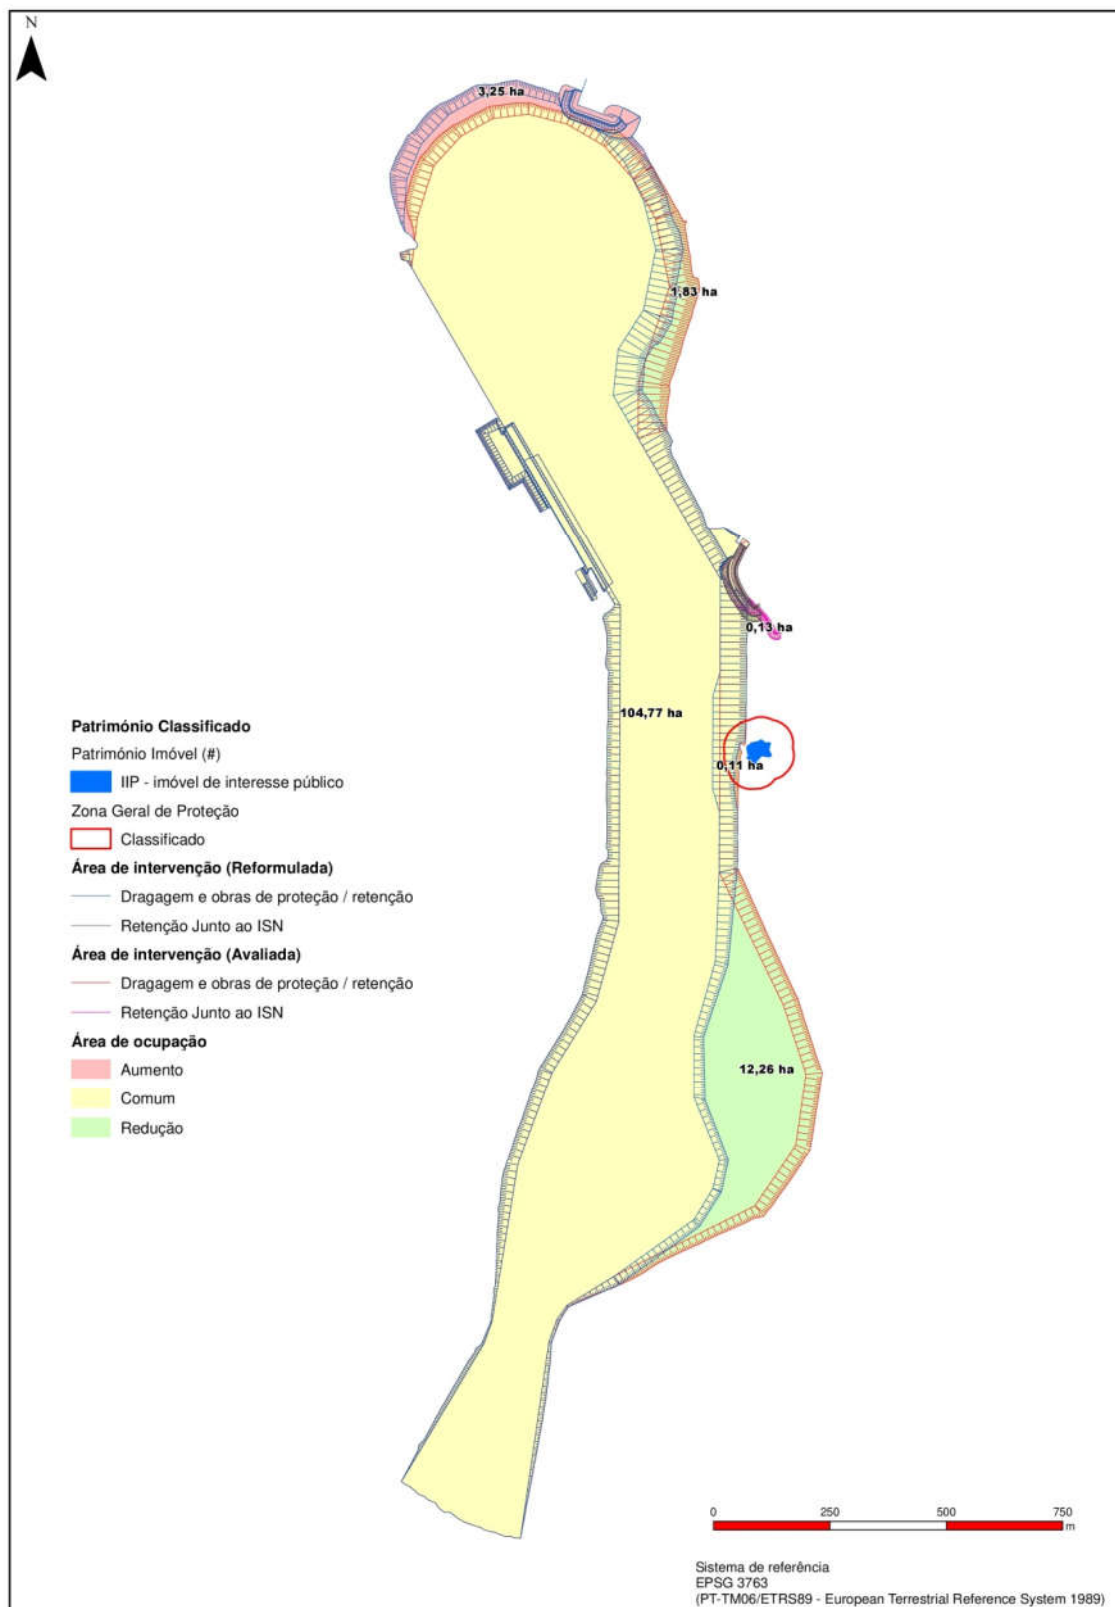 N
3,25 ha
1,83 ha
0,13 ha
104,77 ha
0,11 ha
12,26 ha
Património Classificado
Património Imóvel (#)
IIP - imóvel de interesse público
Zona Geral de Proteção
Classificado
Área de intervenção (Reformulada)
Dragagem e obras de proteção / retenção
Retenção Junto ao ISN
Área de intervenção (Avaliada)
Dragagem e obras de proteção / retenção
Retenção Junto ao ISN
Área de ocupação
Aumento
Comum
Redução
0 250 500 750
m
Sistema de referência
EPSG 3763
(PT-TM06/ETRS89 - European Terrestrial Reference System 1989)